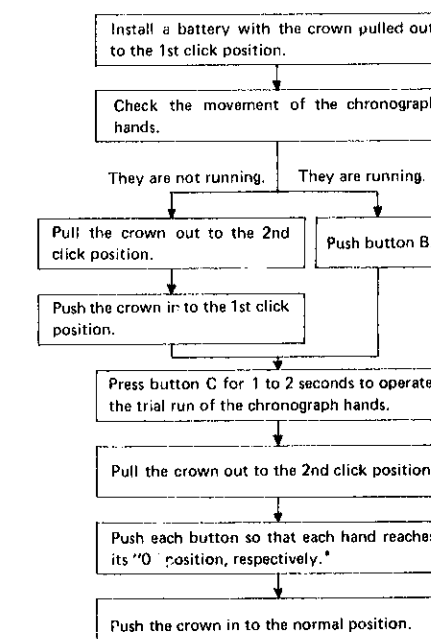 Install a battery with the crown pulled out
to the 1st click position.
Check the movement of the chronograph
hands.
They are not running.
They are running.
Pull the crown out to the 2nd
click position.
Push button B
Push the crown in to the 1st click
position.
Press button C for 1 to 2 seconds to operate
the trial run of the chronograph hands.
Pull the crown out to the 2nd click position
Push each button so that each hand reaches
its "0" position, respectively.*
Push the crown in to the normal position.